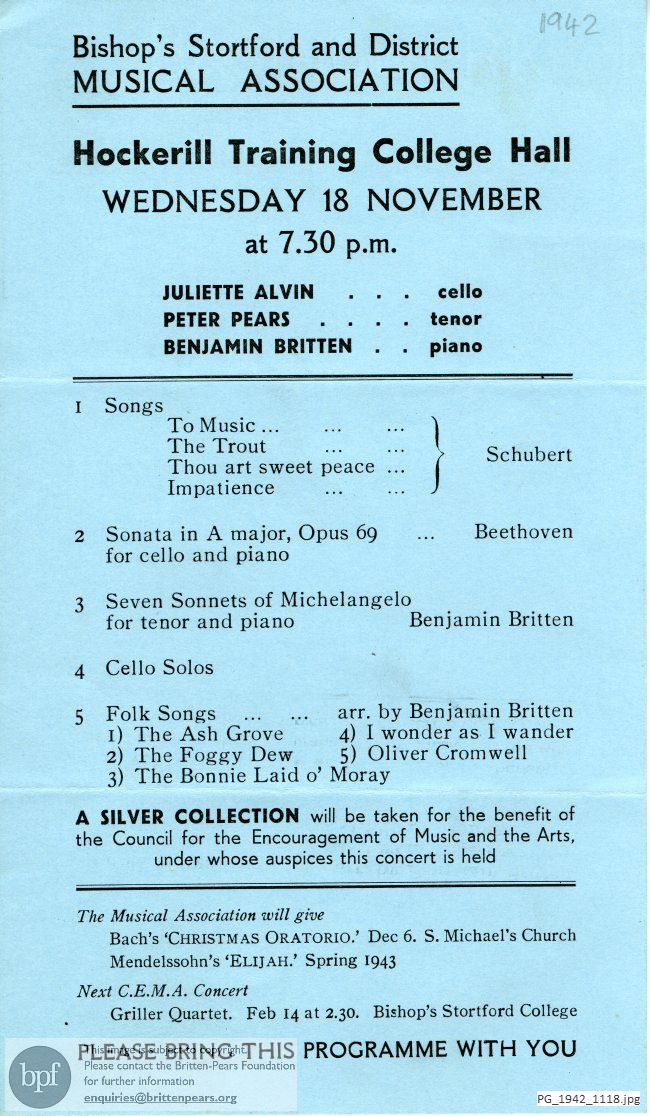 1942
Bishop's Stortford and District
MUSICAL ASSOCIATION
Hockerill Training College Hall
WEDNESDAY 18 NOVEMBER
at 7.30 p.m.
JULIETTE ALVIN . . . cello
PETER PEARS . . . . tenor
BENJAMIN BRITTEN . . piano
1 Songs
To Music ... ... ...
The Trout ... ...
Thou art sweet peace ...
Impatience ... ...
Schubert
2 Sonata in A major, Opus 69 ... Beethoven
for cello and piano
3 Seven Sonnets of Michelangelo
for tenor and piano Benjamin Britten
4 Cello Solos
5 Folk Songs ... ... arr. by Benjamin Britten
1) The Ash Grove 4) I wonder as I wander
2) The Foggy Dew 5) Oliver Cromwell
3) The Bonnie Laid o' Moray
A SILVER COLLECTION will be taken for the benefit of
the Council for the Encouragement of Music and the Arts,
under whose auspices this concert is held
The Musical Association will give
Bach's 'CHRISTMAS ORATORIO.' Dec 6. S. Michael's Church
Mendelssohn's 'ELIJAH.' Spring 1943
Next C.E.M.A. Concert
Griller Quartet. Feb 14 at 2.30. Bishop's Stortford College
PLEASE BRING THIS PROGRAMME WITH YOU
bpf
This image is subject to copyright.
Please contact the Britten-Pears Foundation
for further information
enquiries@brittenpears.org
PG_1942_1118.jpg